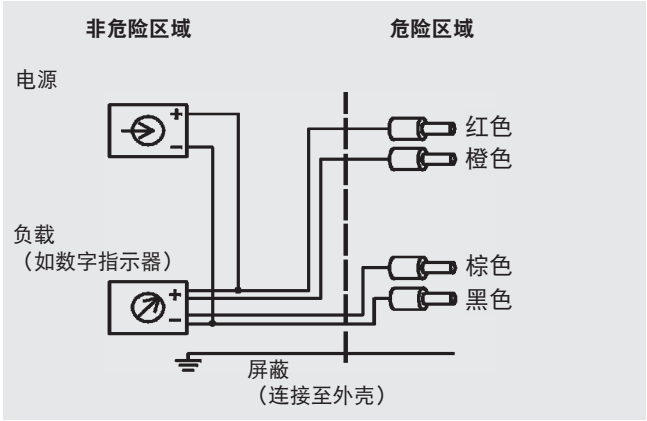 非危险区域
危险区域
电源
+
−
红色
橙色
负载
（如数字指示器）
+
−
棕色
黑色
屏蔽
（连接至外壳）